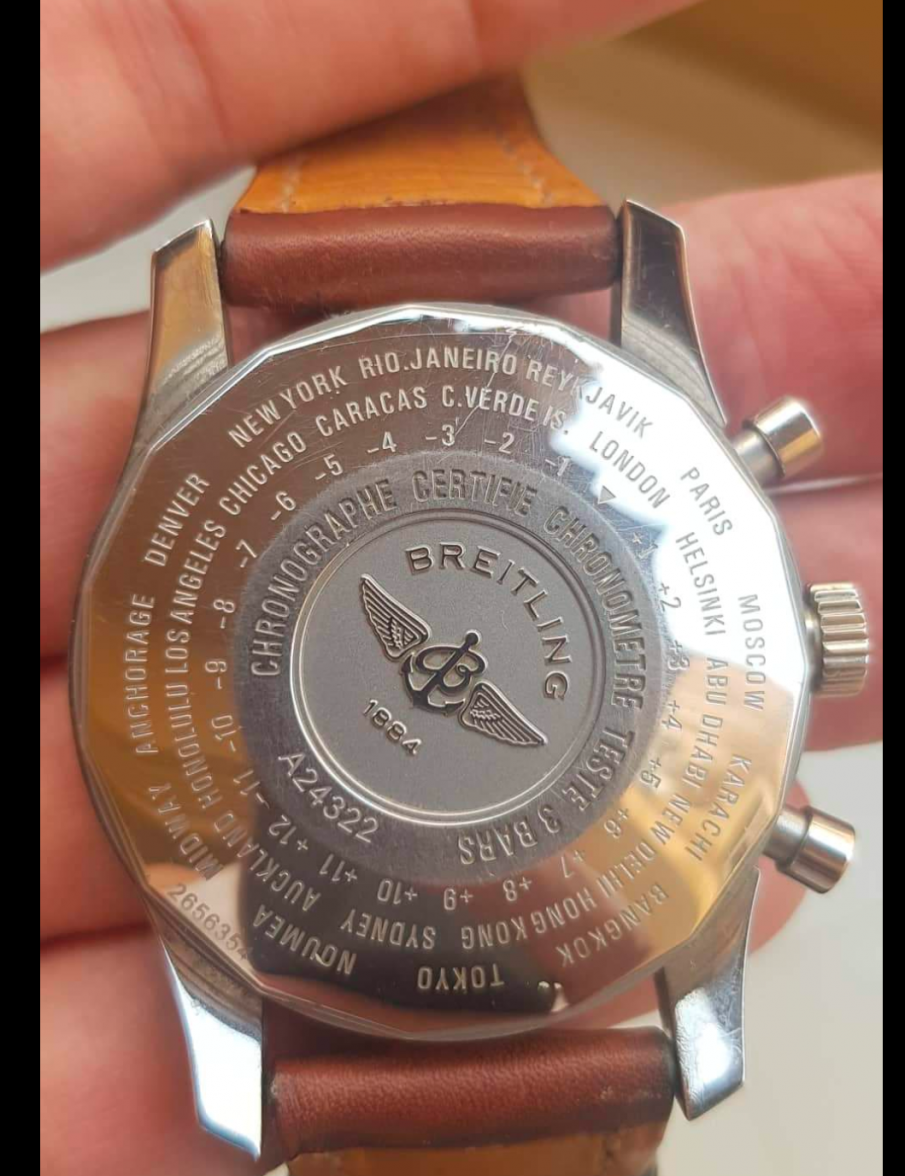 NEW YORK RIO.JANEIRO REYKJAVIK
LONDON
PARIS
HELSINKI
MOSCOW
ABU DHABI
KARACHI
NEW DELHI
BANGKOK
HONGKONG
TOKYO
SYDNEY
NOUMEA
AUCKLAND
MIDWAY
HONOLULU
ANCHORAGE
LOS ANGELES
DENVER
CHICAGO
CARACAS C.VERDE IS.
-11 -10 -9 -8 -7 -6 -5 -4 -3 -2 -1
+1 +2 +3 +4 +5 +6 +7 +8 +9 +10 +11 +12
CHRONOGRAPHE CERTIFIE CHRONOMETRE TESTE 3 BARS
A24322
BREITLING
1884